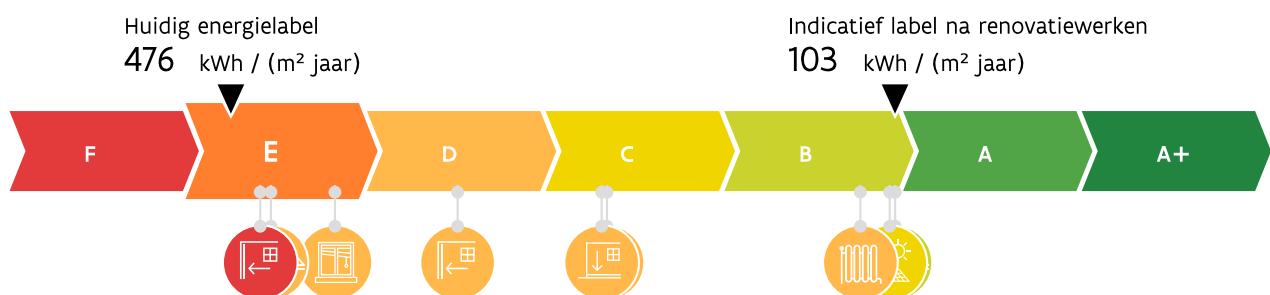 Huidig energielabel
476 kWh / (m² jaar)
Indicatief label na renovatiewerken
103 kWh / (m² jaar)
F E D C B A A+